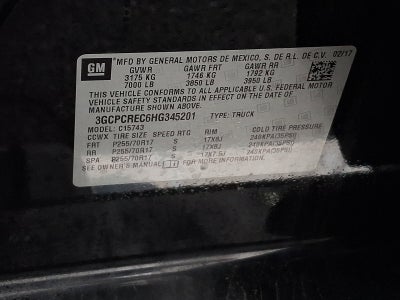 GM
MFD BY GENERAL MOTORS DE MEXICO, S DE R.L. DE C.V. 02/17
GVWR GAWR FRT GAWR RR
3175 KG 1746 KG 1792 KG
7000 LB 3850 LB 3950 LB
THIS VEHICLE CONFORMS TO ALL APPLICABLE U.S. FEDERAL MOTOR
VEHICLE SAFETY STANDARDS IN EFFECT ON THE DATE OF
MANUFACTURE SHOWN ABOVE.
3GCPCREC6HG345201 TYPE: TRUCK
MODEL: C15743
CCWX TIRE SIZE SPEED RTG RIM COLD TIRE PRESSURE
FRT P255/70R17 S 17X8J 240KPA(35PSI)
RR P255/70R17 S 17X8J 240KPA(35PSI)
SPA P255/70R17 S 17X7.5J 240KPA(35PSI)
SEE OWNER'S MANUAL FOR MORE INFORMATION